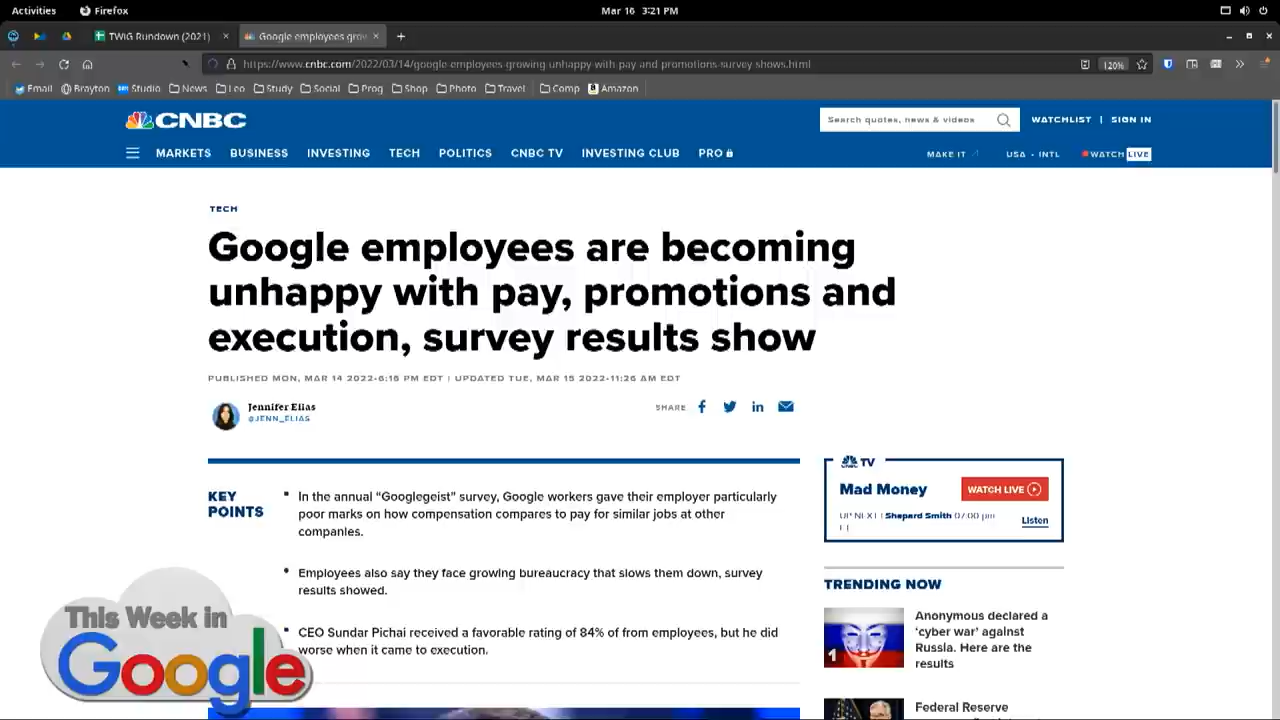 Activities
Firefox
Mar 16 3:21 PM
TWiG Rundown (2021)
Google employees grow
https://www.cnbc.com/2022/03/14/google-employees-growing-unhappy-with-pay-and-promotions-survey-shows.html
120%
Email
Brayton
Studio
News
Leo
Study
Social
Prog
Shop
Photo
Travel
Comp
Amazon
CNBC
Search quotes, news & videos
WATCHLIST | SIGN IN
MARKETS BUSINESS INVESTING TECH POLITICS CNBC TV INVESTING CLUB PRO
MAKE IT
USA • INTL
WATCH LIVE
TECH
Google employees are becoming
unhappy with pay, promotions and
execution, survey results show
PUBLISHED MON, MAR 14 2022•6:16 PM EDT | UPDATED TUE, MAR 15 2022•11:26 AM EDT
Jennifer Elias
@JENN_ELIAS
SHARE
KEY
POINTS
In the annual “Googlegeist” survey, Google workers gave their employer particularly
poor marks on how compensation compares to pay for similar jobs at other
companies.
Employees also say they face growing bureaucracy that slows them down, survey
results showed.
CEO Sundar Pichai received a favorable rating of 84% of from employees, but he did
worse when it came to execution.
CNBC TV
Mad Money
WATCH LIVE
UP NEXT | Shepard Smith 07:00 pm
Listen
TRENDING NOW
1
Anonymous declared a
‘cyber war’ against
Russia. Here are the
results
Federal Reserve
This Week in
Google